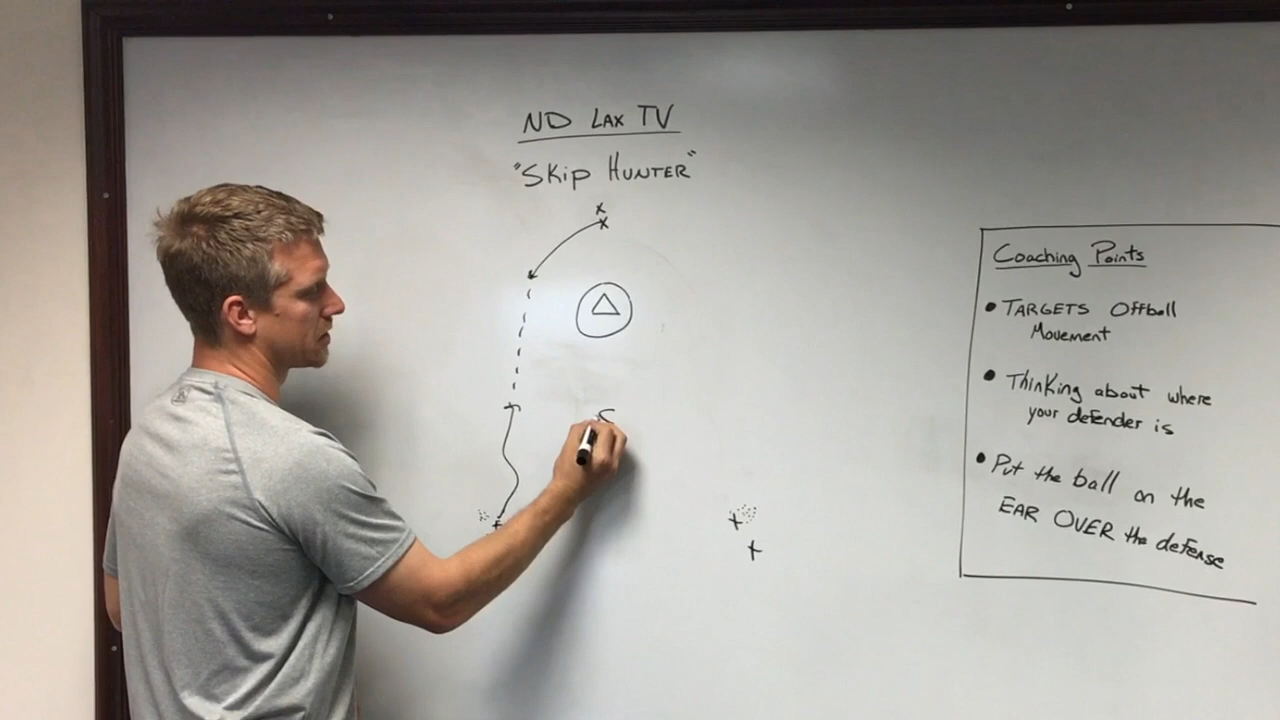 ND LAX TV
"SKip HUNTER"
Coaching Points
• TARGETS Offball
Movement
• Thinking about where
your defender is
• Put the ball on the
EAR OVER the defense